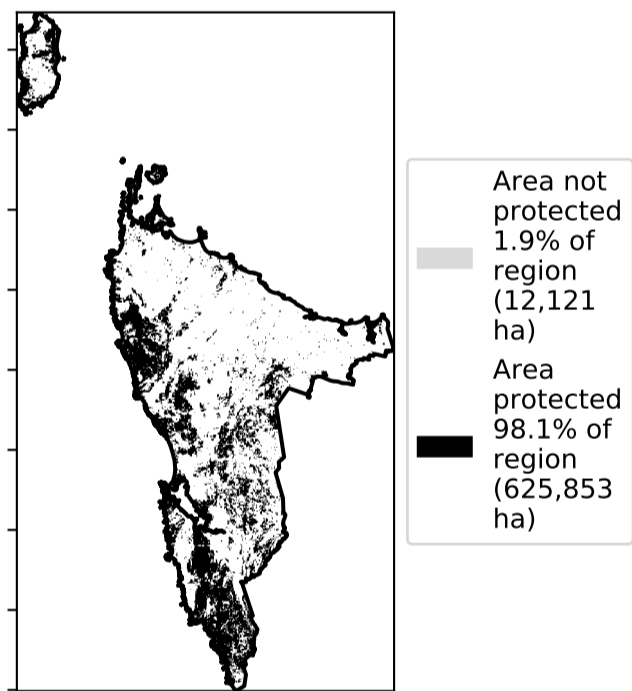 Area not
protected
1.9% of
region
(12,121
ha)
Area
protected
98.1% of
region
(625,853
ha)